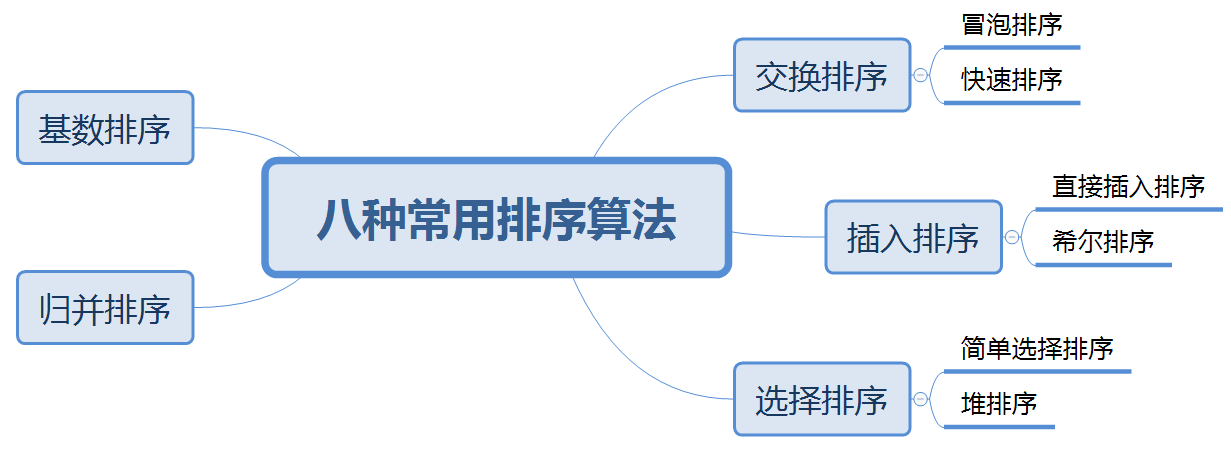 八种常用排序算法
交换排序
冒泡排序
快速排序
插入排序
直接插入排序
希尔排序
选择排序
简单选择排序
堆排序
基数排序
归并排序